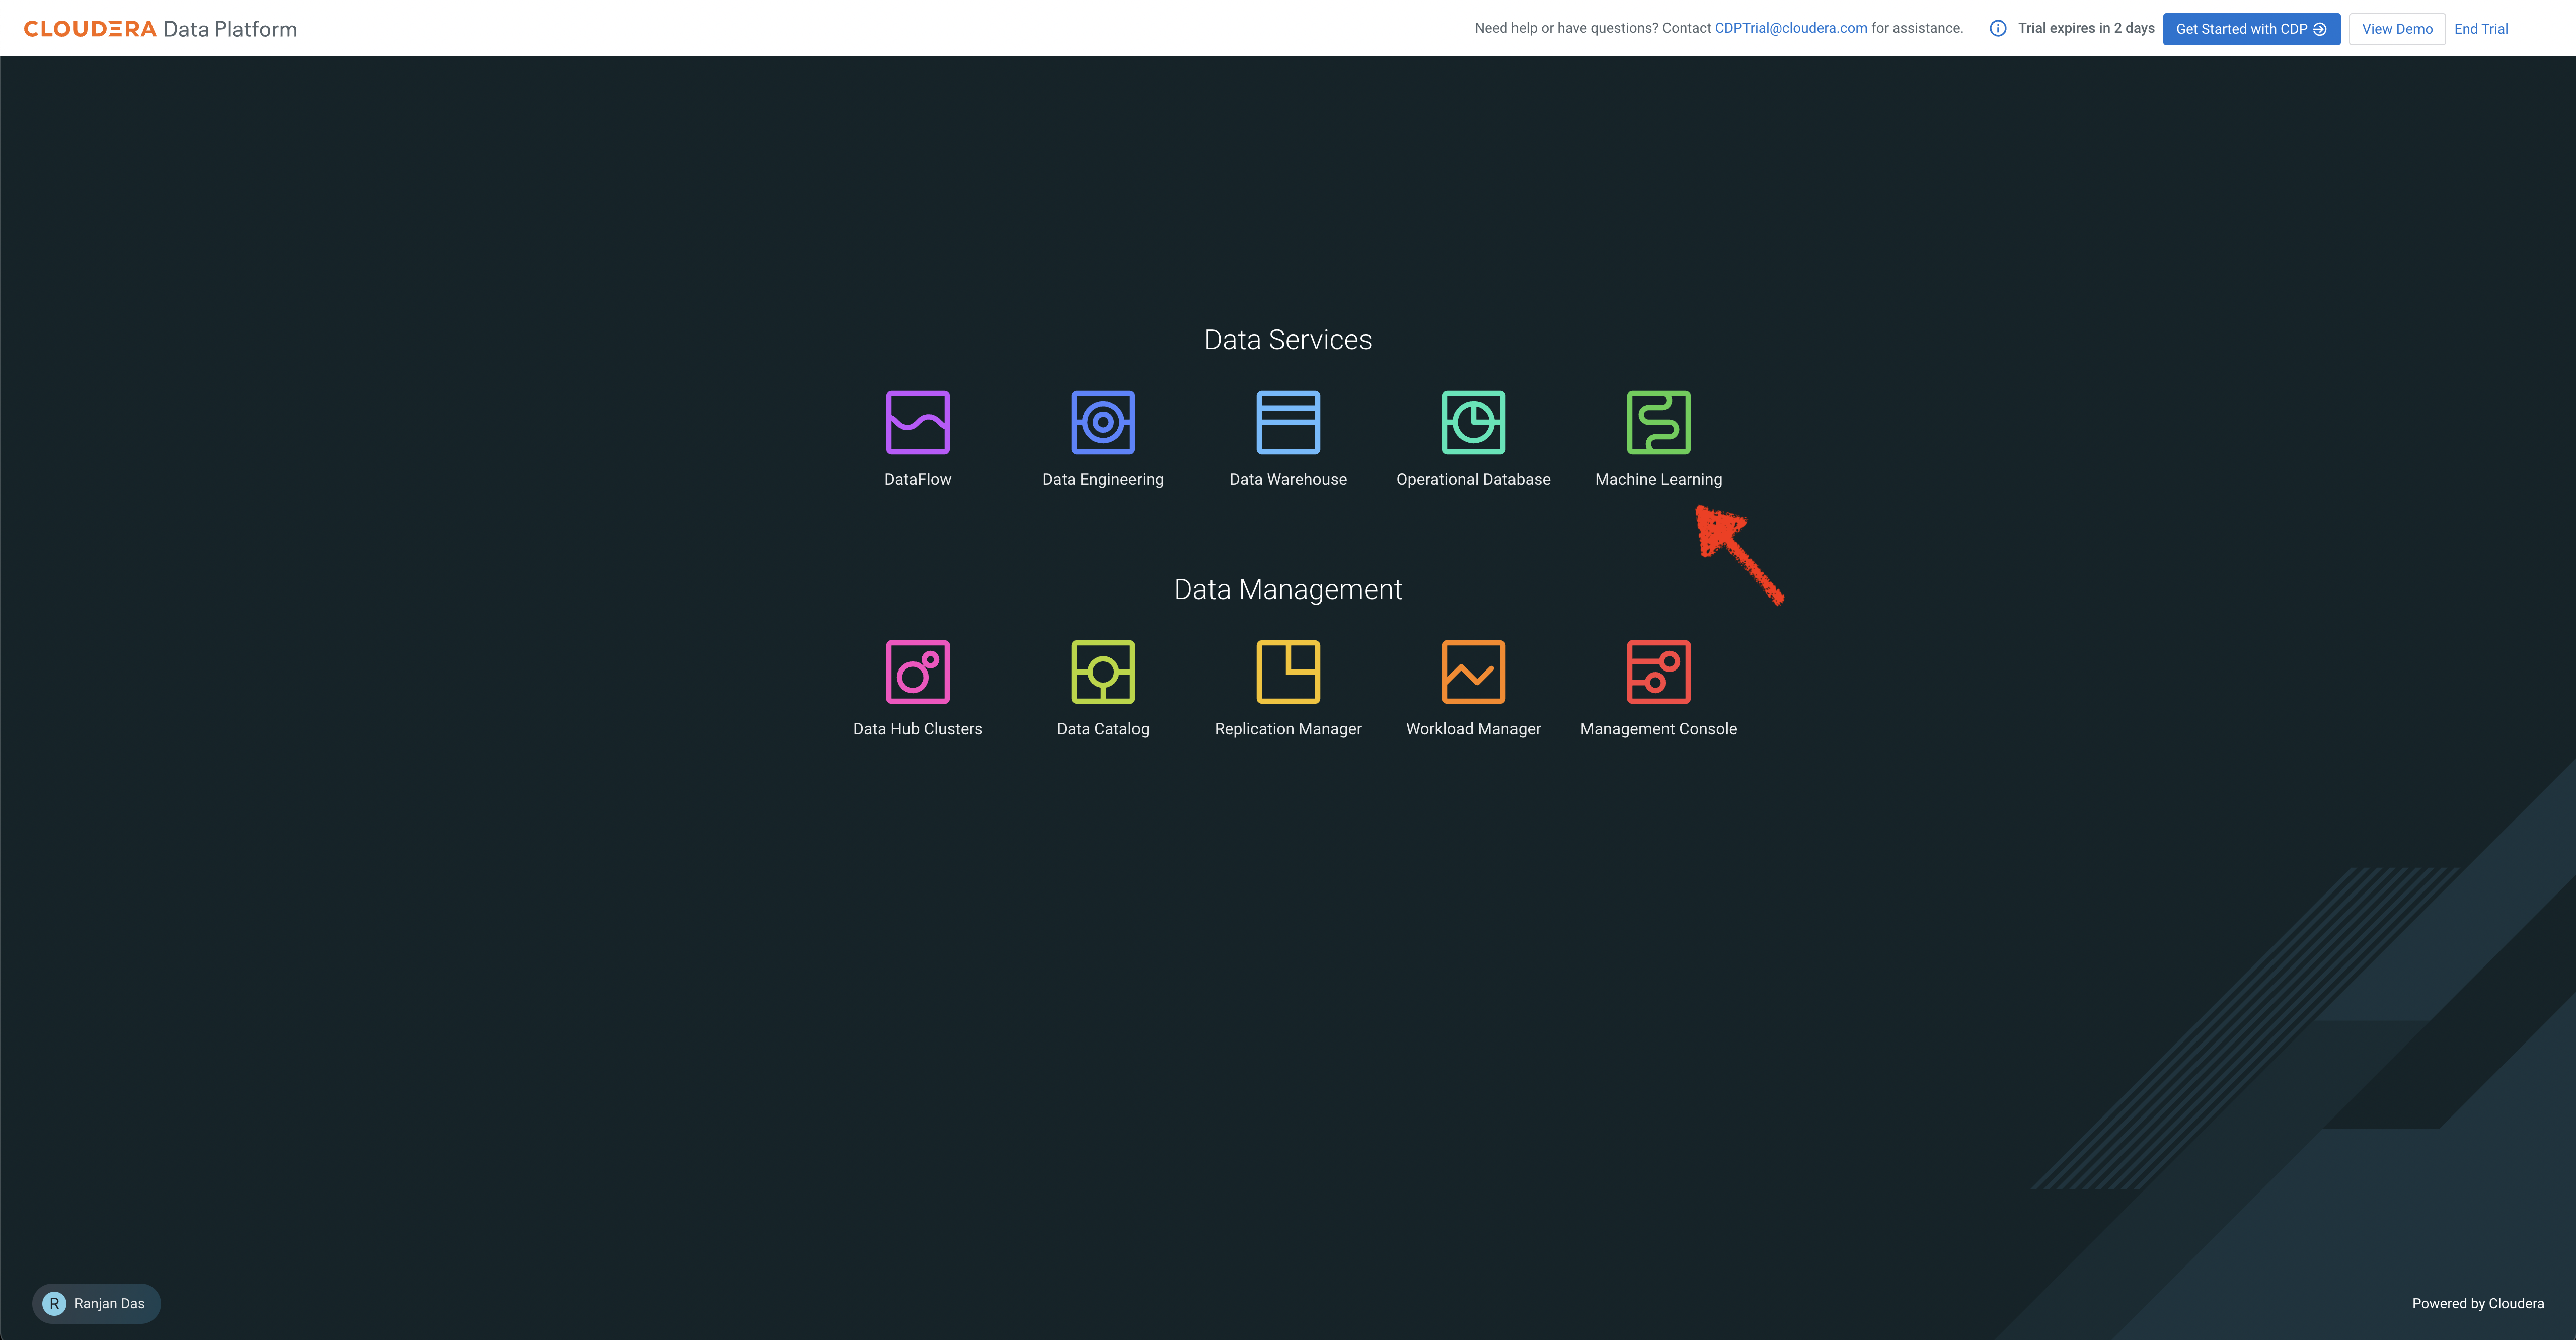 CLOUDERA Data Platform
Need help or have questions? Contact CDPTrial@cloudera.com for assistance.
Trial expires in 2 days
Get Started with CDP
View Demo
End Trial
Data Services
DataFlow
Data Engineering
Data Warehouse
Operational Database
Machine Learning
Data Management
Data Hub Clusters
Data Catalog
Replication Manager
Workload Manager
Management Console
R Ranjan Das
Powered by Cloudera